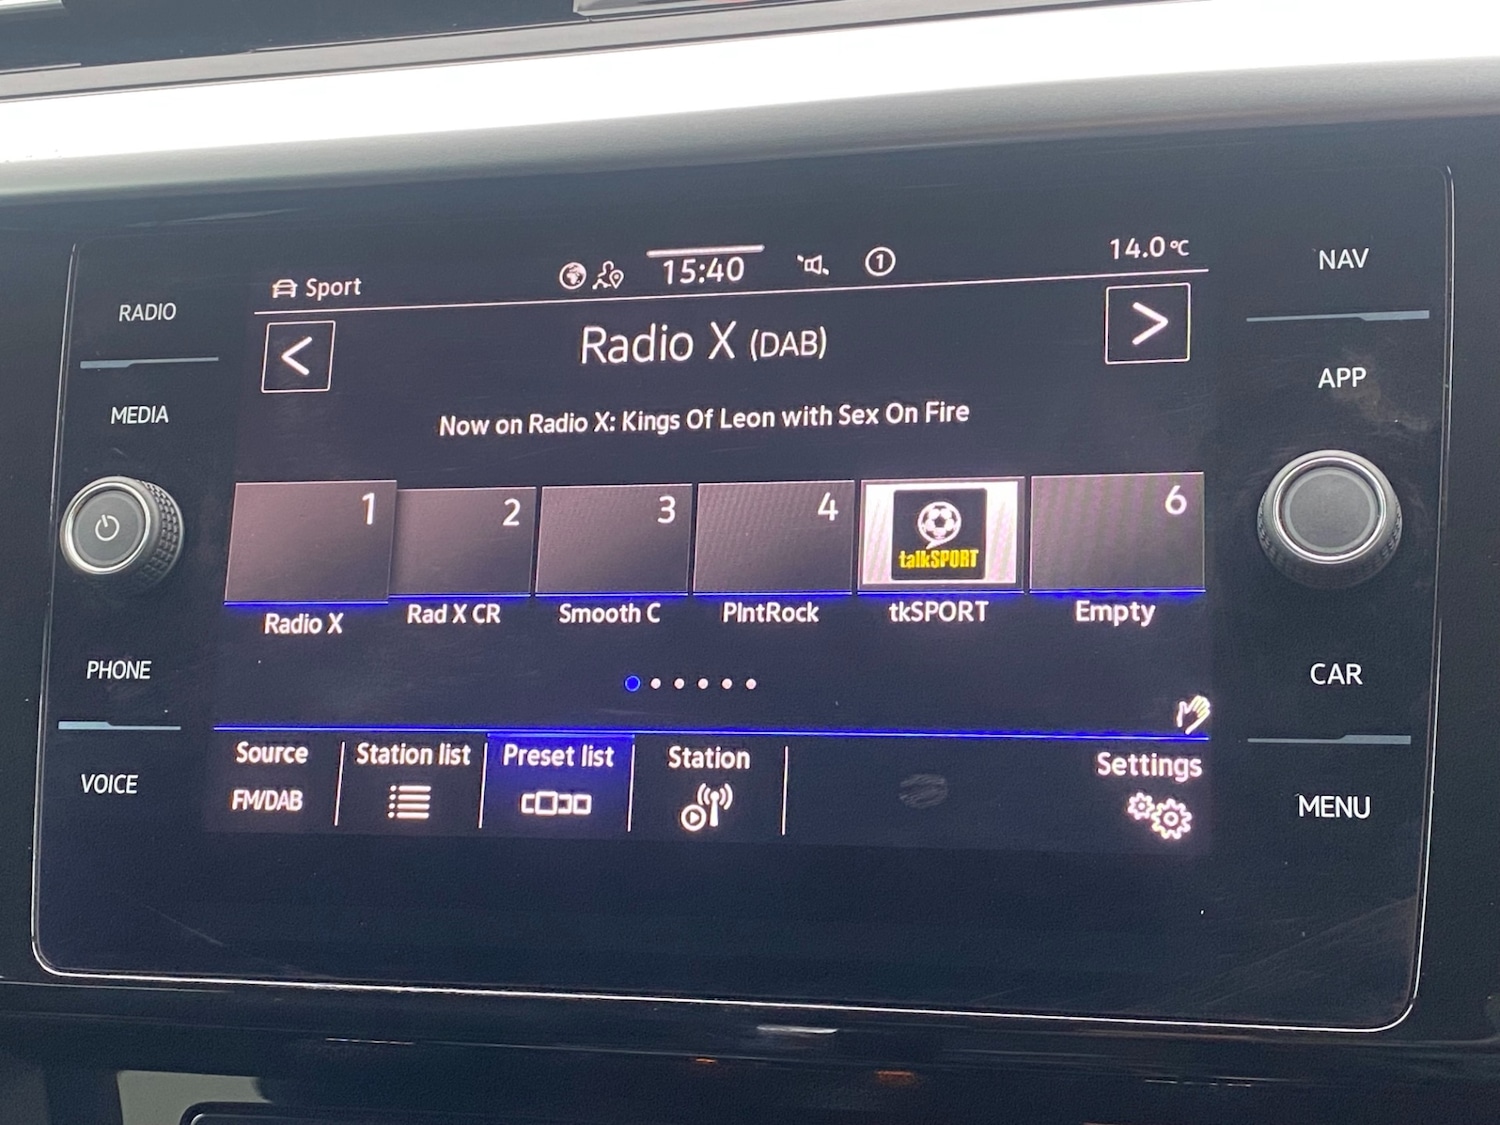 Sport
15:40
1
14.0°C
RADIO
MEDIA
PHONE
VOICE
NAV
APP
CAR
MENU
<
Radio X (DAB)
>
Now on Radio X: Kings Of Leon with Sex On Fire
1 2 3 4 6
talkSPORT
Radio X Rad X CR Smooth C PlntRock tkSPORT Empty
Source Station list Preset list Station Settings
FM/DAB